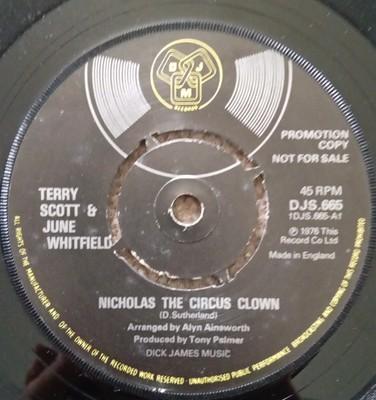 DJM
RECORDS
PROMOTION
COPY
NOT FOR SALE
TERRY
SCOTT &
JUNE
WHITFIELD
45 RPM
DJS.665
1DJS.665-A1
℗ 1976 This
Record Co Ltd
Made in England
NICHOLAS THE CIRCUS CLOWN
(D. Sutherland)
Arranged by Alyn Ainsworth
Produced by Tony Palmer
DICK JAMES MUSIC
ALL RIGHTS OF THE MANUFACTURER AND OF THE OWNER OF THE RECORDED WORK RESERVED · UNAUTHORISED PUBLIC PERFORMANCE BROADCASTING AND COPYING OF THIS RECORD PROHIBITED